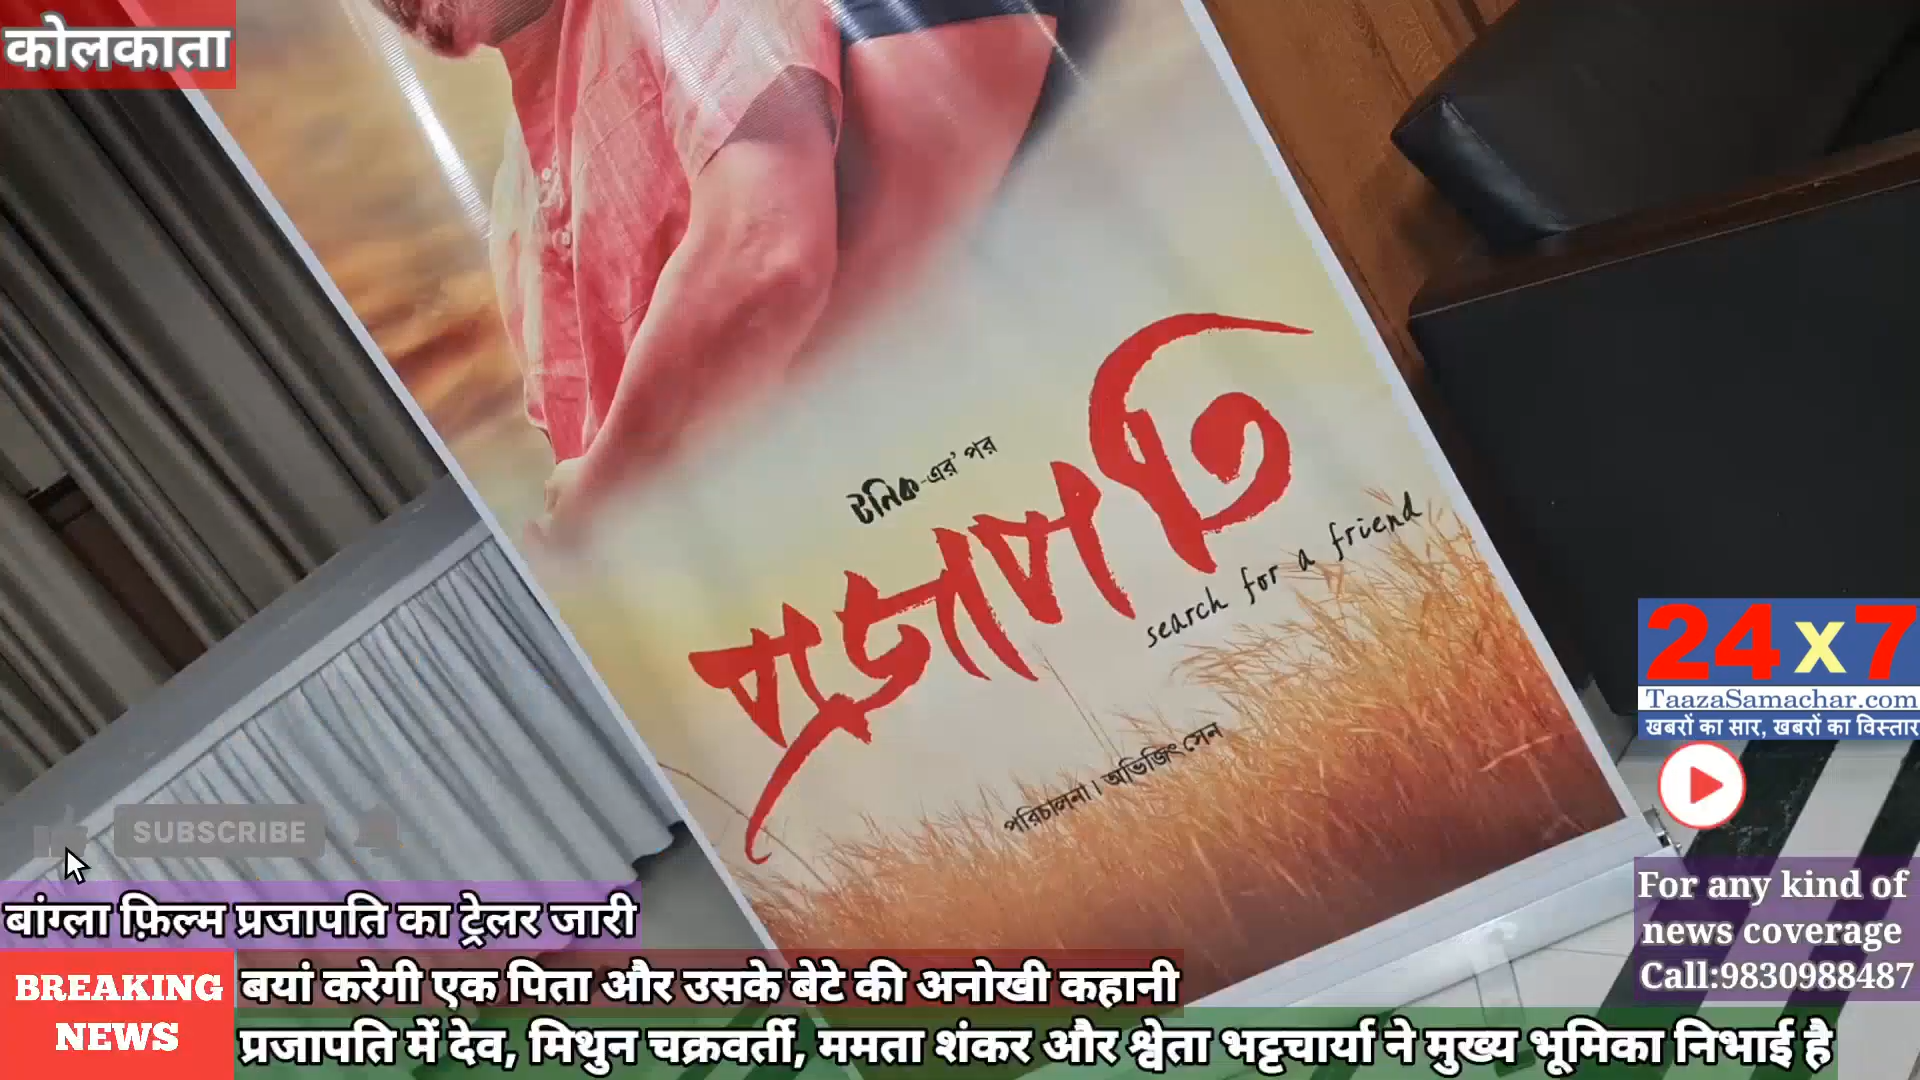 कोलकाता
টনিক-এর' পর
প্রজাপতি
search for a friend
পরিচালনা। অভিজিৎ সেন
24x7
TaazaSamachar.com
खबरों का सार, खबरों का विस्तार
SUBSCRIBE
For any kind of
news coverage
Call:9830988487
बांग्ला फ़िल्म प्रजापति का ट्रेलर जारी
BREAKING
NEWS
बयां करेगी एक पिता और उसके बेटे की अनोखी कहानी
प्रजापति में देव, मिथुन चक्रवर्ती, ममता शंकर और श्वेता भट्टचार्या ने मुख्य भूमिका निभाई है